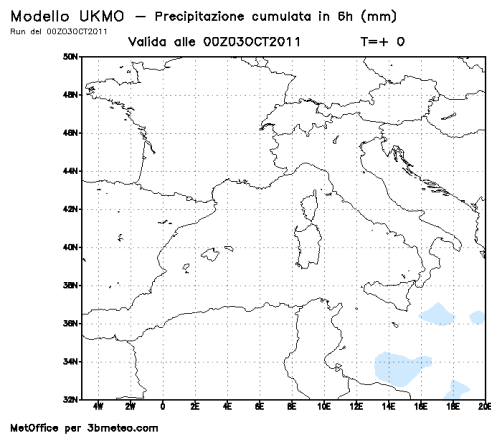 Modello UKMO – Precipitazione cumulata in 6h (mm)
Run del 00Z03OCT2011
Valida alle 00Z03OCT2011 T=+ 0
50N
48N
46N
44N
42N
40N
38N
36N
34N
32N
4W 2W 0 2E 4E 6E 8E 10E 12E 14E 16E 18E 20E
MetOffice per 3bmeteo.com